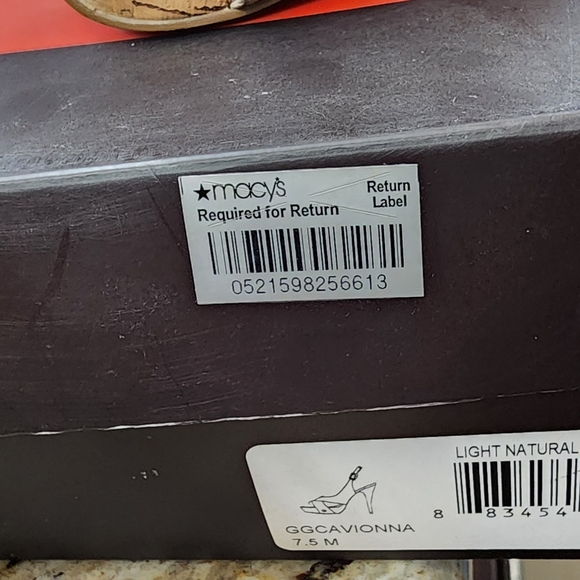 ★macy's
Return
Label
Required for Return
0521598256613
LIGHT NATURAL
8 83454
GGCAVIONNA
7.5 M